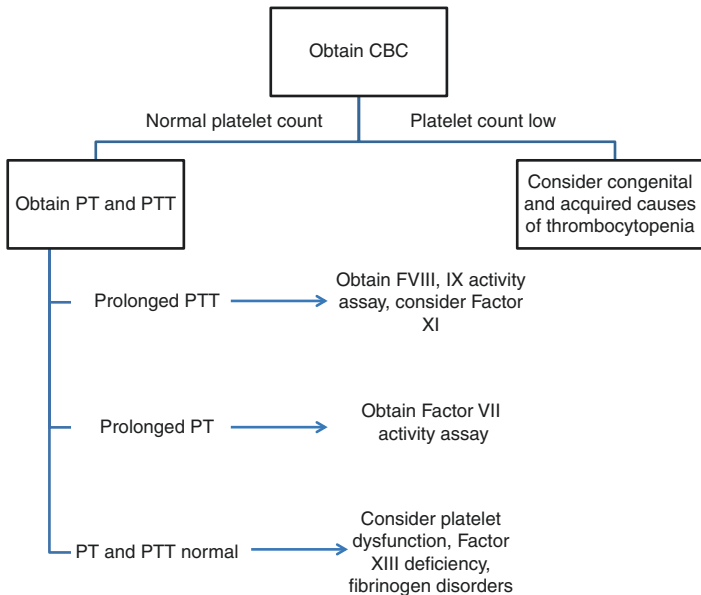 Obtain CBC
Normal platelet count
Platelet count low
Obtain PT and PTT
Consider congenital
and acquired causes
of thrombocytopenia
Prolonged PTT
Obtain FVIII, IX activity
assay, consider Factor
XI
Prolonged PT
Obtain Factor VII
activity assay
PT and PTT normal
Consider platelet
dysfunction, Factor
XIII deficiency,
fibrinogen disorders